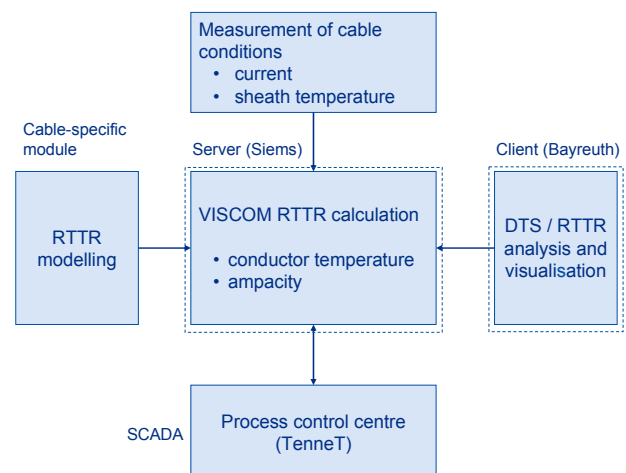 Measurement of cable
conditions
• current
• sheath temperature
Cable-specific
module
Server (Siems)
Client (Bayreuth)
RTTR
modelling
VISCOM RTTR calculation
• conductor temperature
• ampacity
DTS / RTTR
analysis and
visualisation
SCADA
Process control centre
(TenneT)